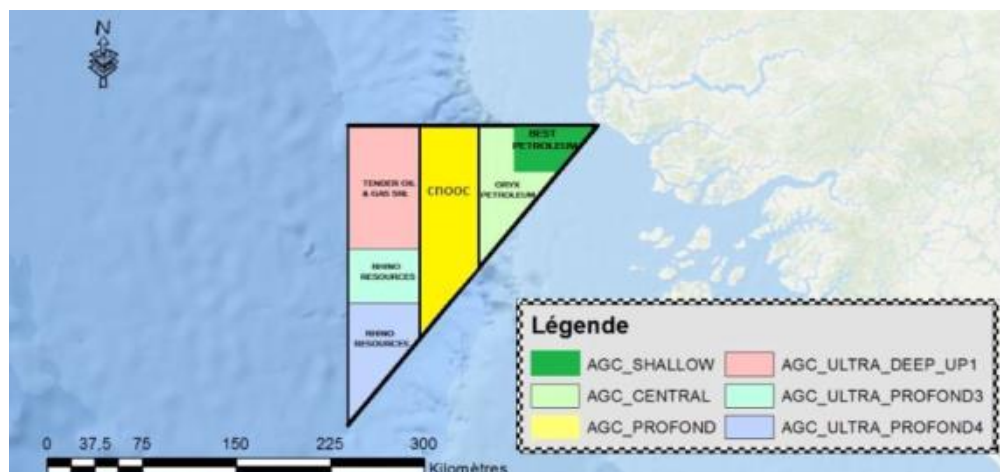 N
BEST
PETROLEUM
TENDER OIL
& GAS SRL
CNOOC
ORYX
PETROLEUM
RHINO
RESOURCES
RHINO
RESOURCES
Légende
AGC_SHALLOW
AGC_ULTRA_DEEP_UP1
AGC_CENTRAL
AGC_ULTRA_PROFOND3
AGC_PROFOND
AGC_ULTRA_PROFOND4
0 37,5 75 150 225 300
Kilomètres